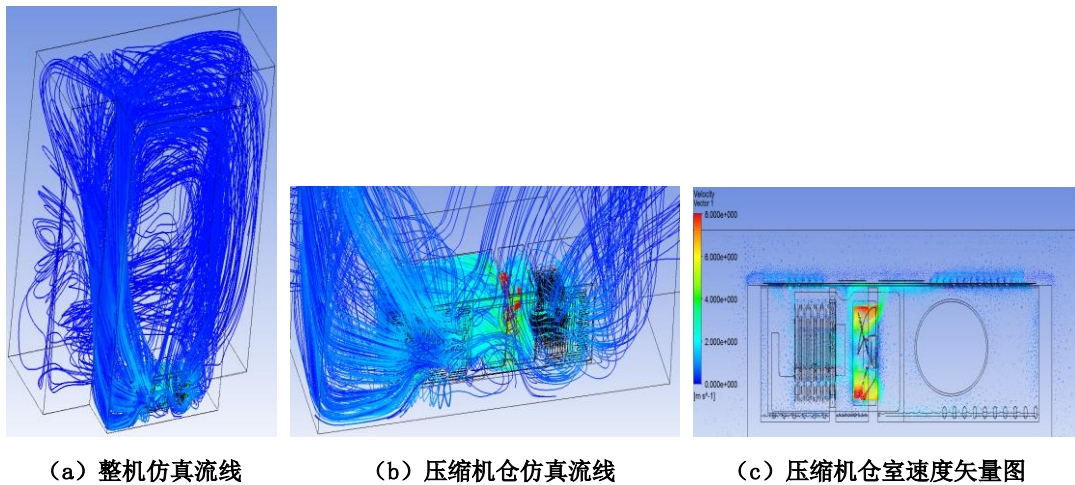 Velocity
Vector 1
8.000e+000
6.000e+000
4.000e+000
2.000e+000
0.000e+000
[m s^-1]
（a）整机仿真流线
（b）压缩机仓仿真流线
（c）压缩机仓室速度矢量图